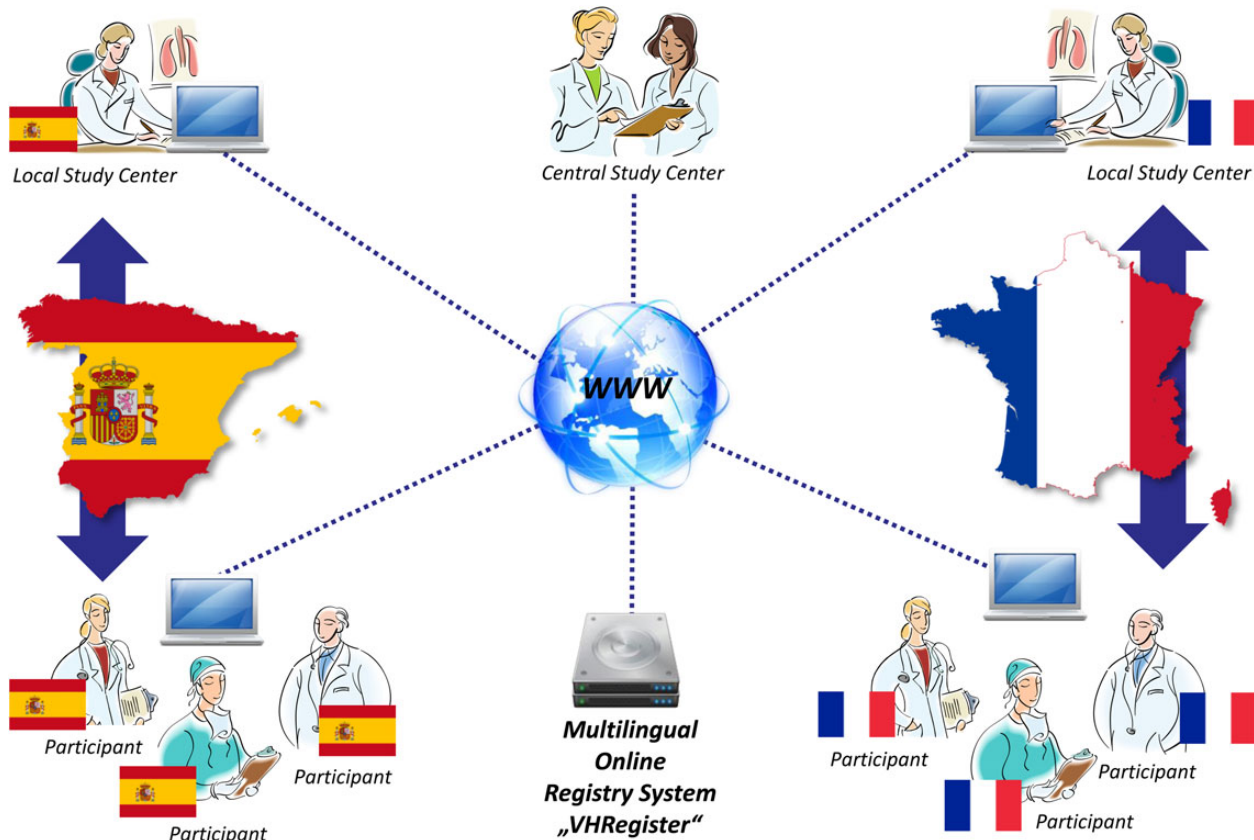 Local Study Center
Central Study Center
Local Study Center
WWW
Participant
Participant
Participant
Multilingual
Online
Registry System
„VHRegister“
Participant
Participant
Participant